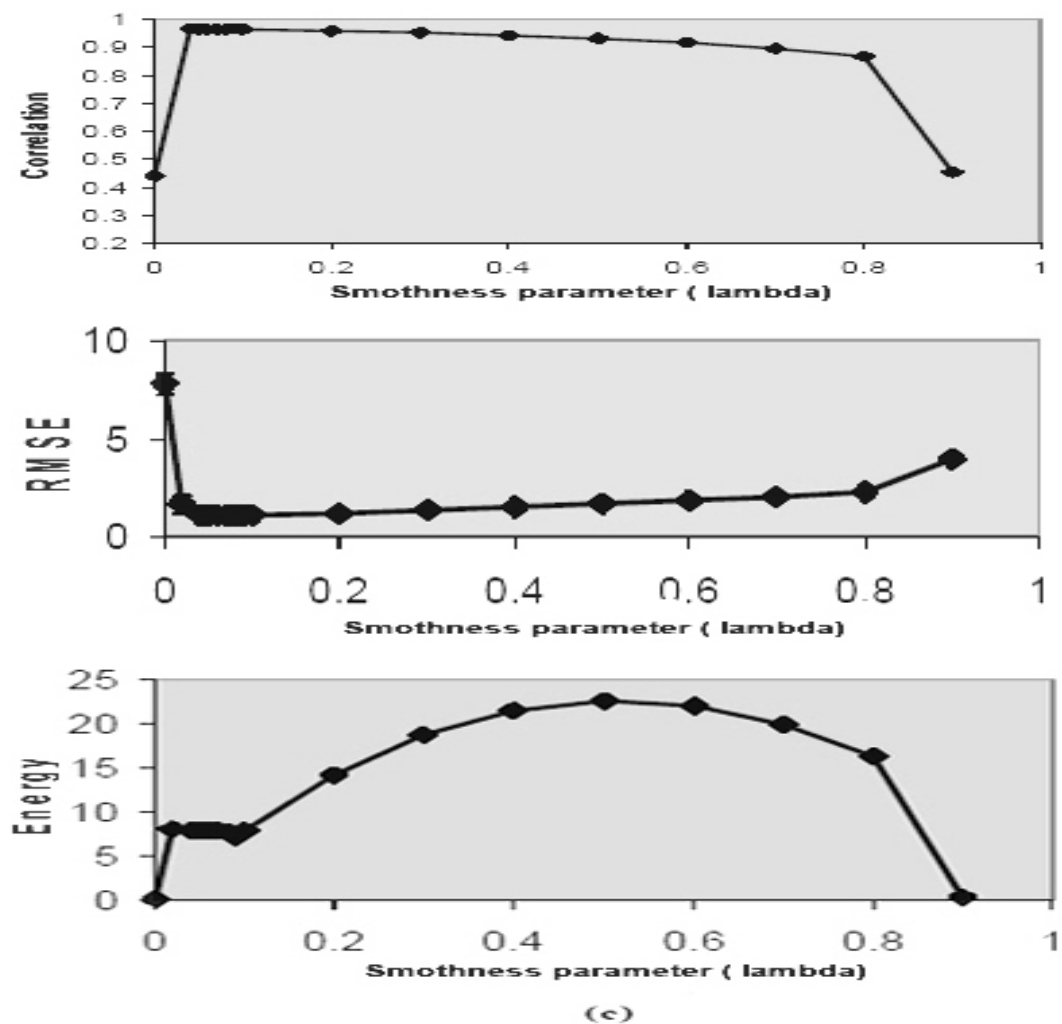 1
0.9
0.8
0.7
0.6
0.5
0.4
0.3
0.2
Correlation
0 0.2 0.4 0.6 0.8 1
Smothness parameter ( lambda)
10
5
0
RMSE
0 0.2 0.4 0.6 0.8 1
Smothness parameter ( lambda)
25
20
15
10
5
0
Energy
0 0.2 0.4 0.6 0.8 1
Smothness parameter ( lambda)
(c)